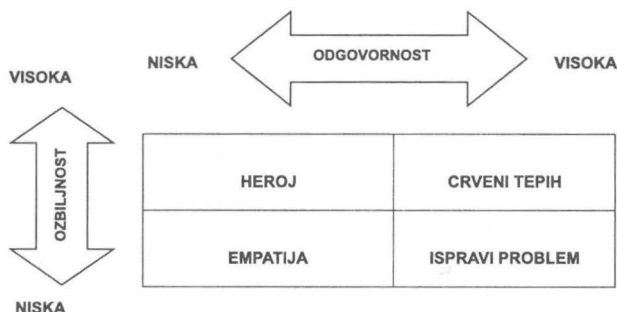 ODGOVORNOST
NISKA
VISOKA
VISOKA
OZBILJNOST
HEROJ
CRVENI TEPIH
EMPATIJA
ISPRAVI PROBLEM
NISKA